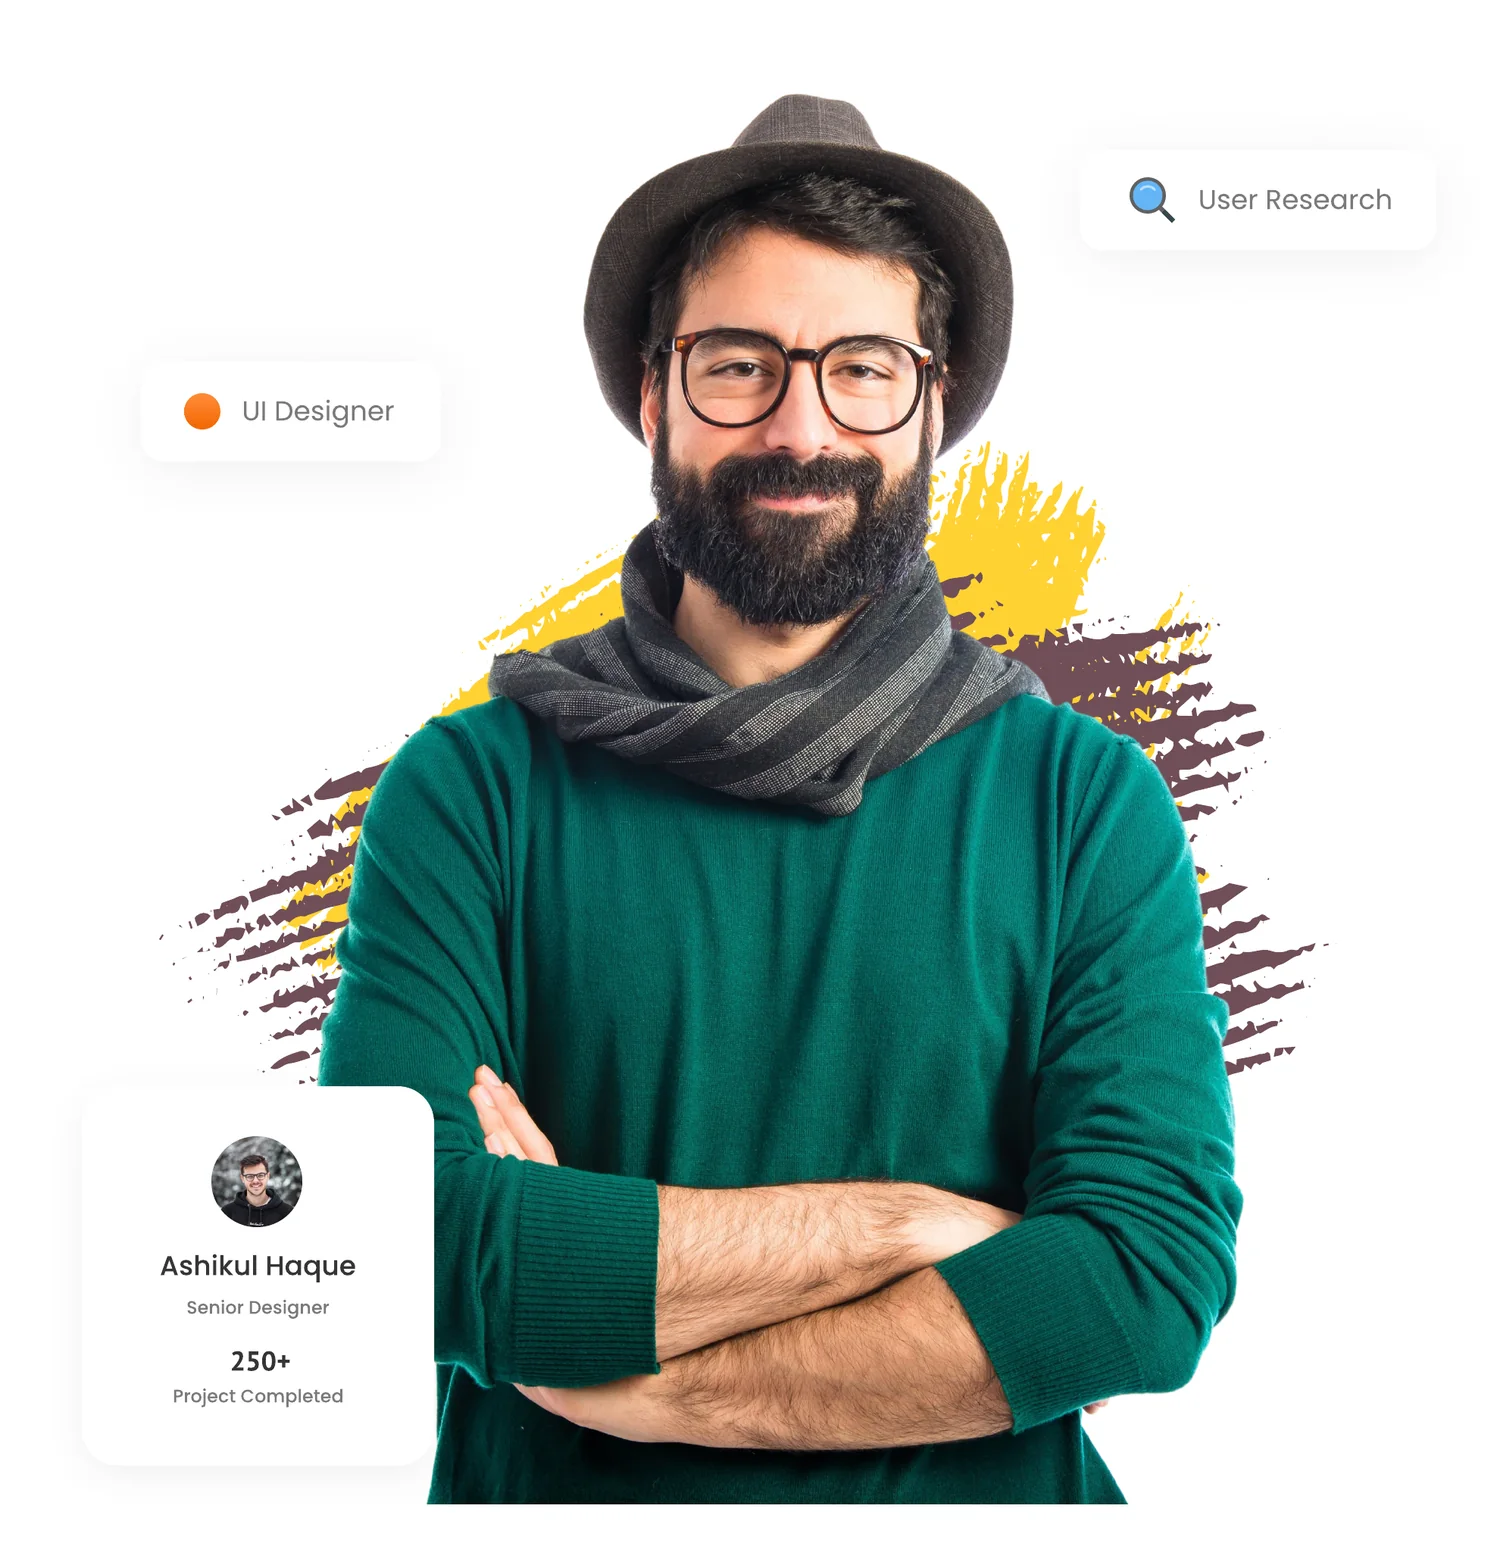 User Research
UI Designer
Ashikul Haque
Senior Designer
250+
Project Completed